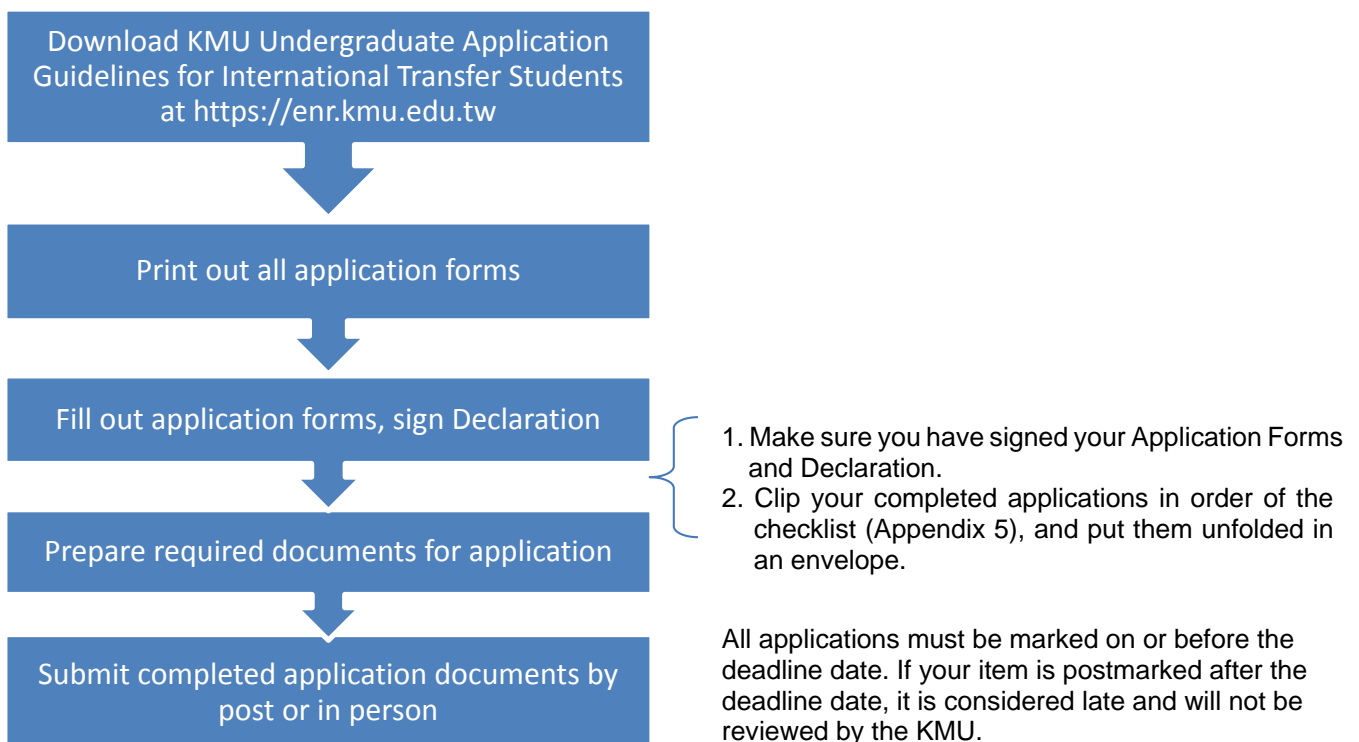 Download KMU Undergraduate Application
Guidelines for International Transfer Students
at https://enr.kmu.edu.tw
Print out all application forms
Fill out application forms, sign Declaration
Prepare required documents for application
Submit completed application documents by
post or in person
1. Make sure you have signed your Application Forms
and Declaration.
2. Clip your completed applications in order of the
checklist (Appendix 5), and put them unfolded in
an envelope.
All applications must be marked on or before the
deadline date. If your item is postmarked after the
deadline date, it is considered late and will not be
reviewed by the KMU.